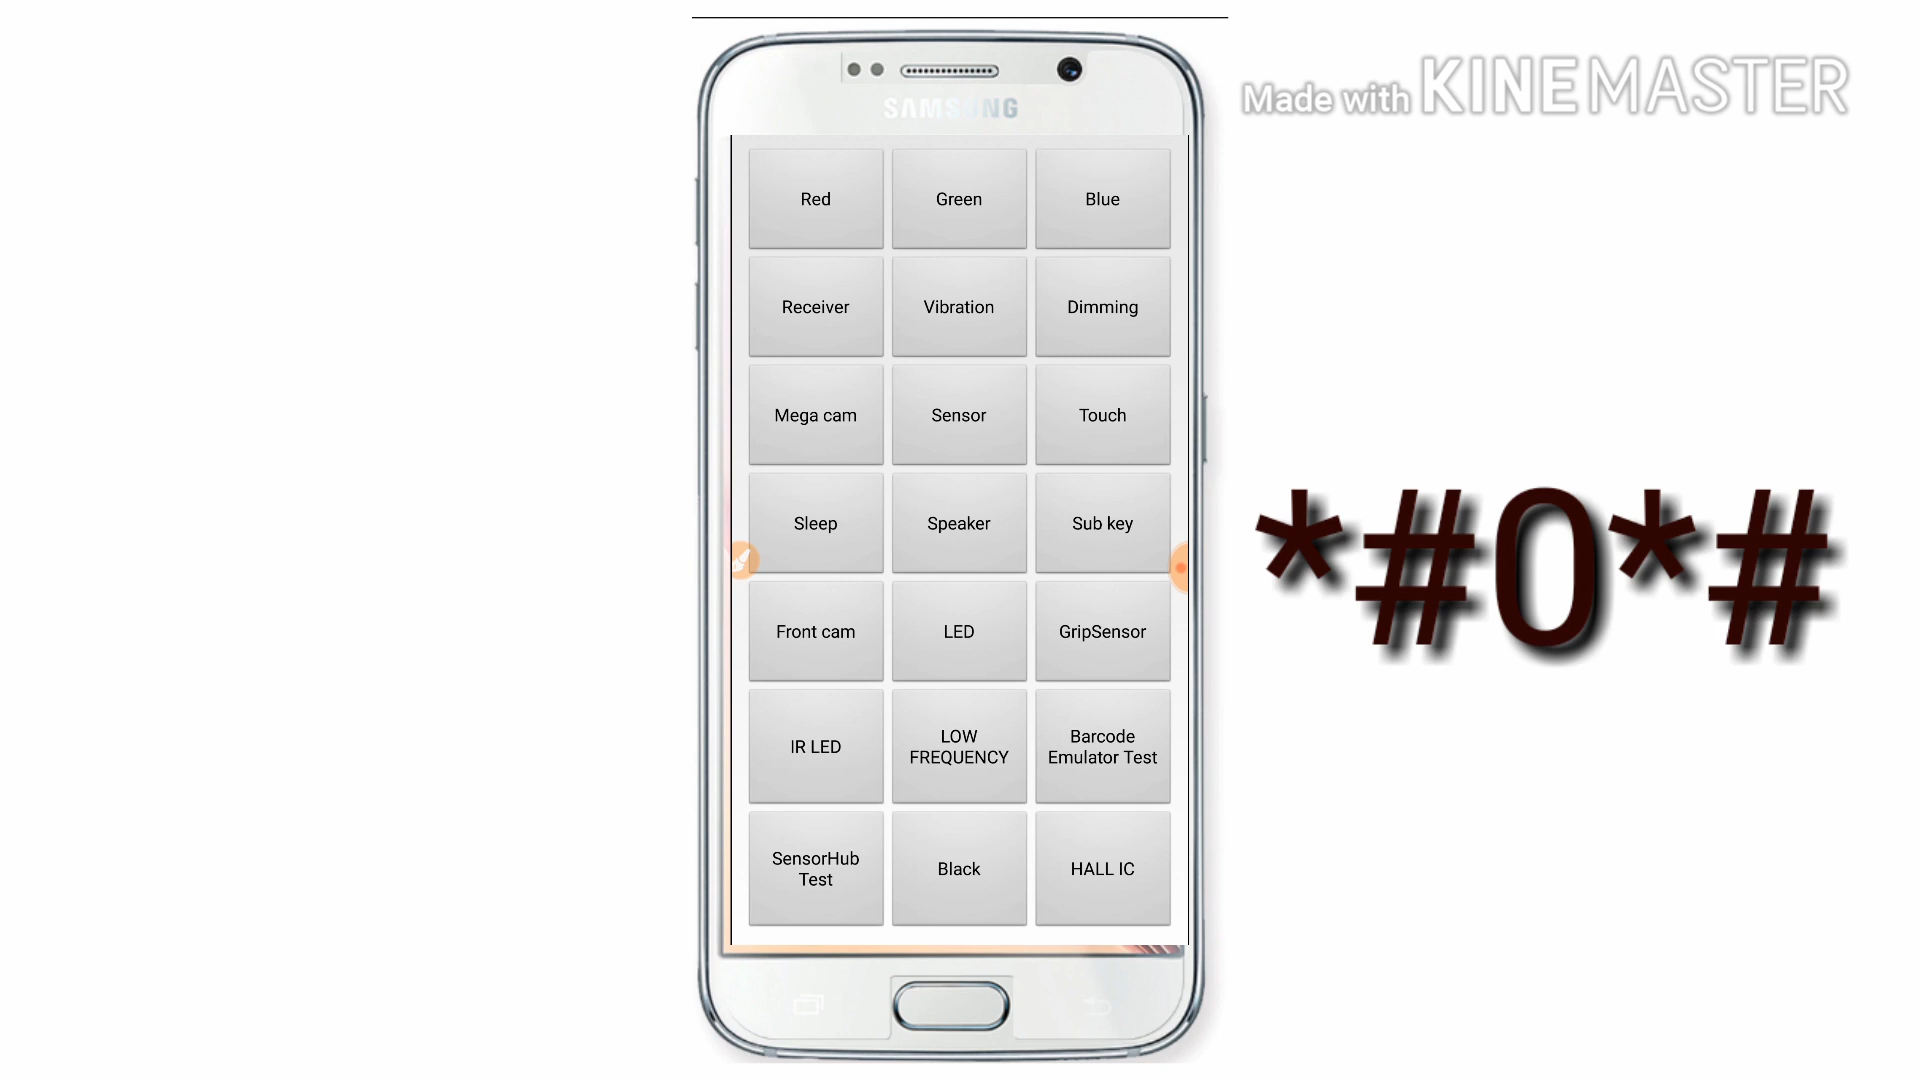 Made with KINEMASTER
SAMSUNG
Red
Green
Blue
Receiver
Vibration
Dimming
Mega cam
Sensor
Touch
Sleep
Speaker
Sub key
*#0*#
Front cam
LED
GripSensor
IR LED
LOW
FREQUENCY
Barcode
Emulator Test
SensorHub
Test
Black
HALL IC